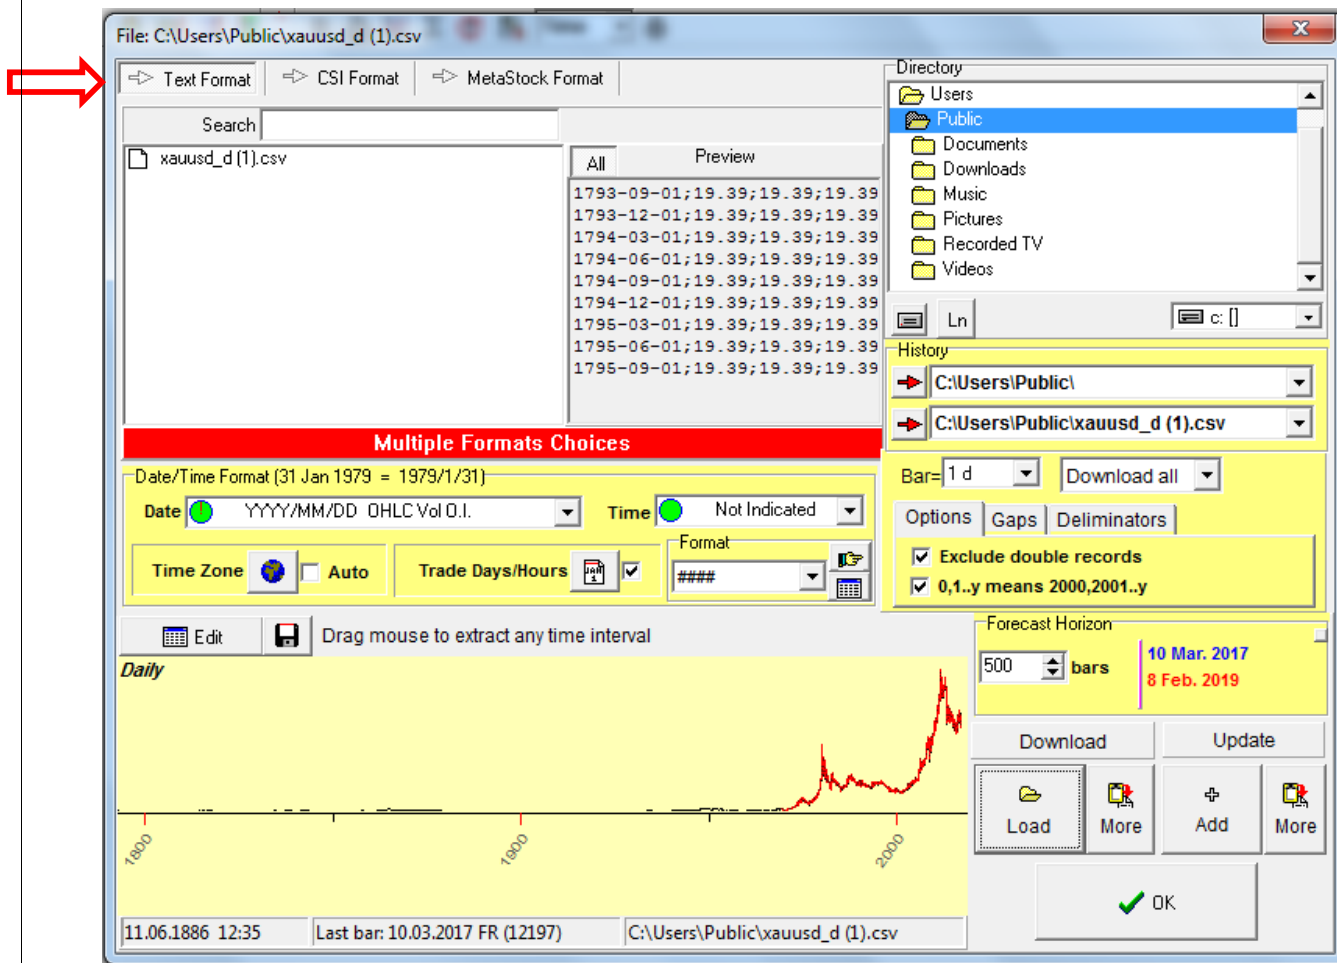 File: C:\Users\Public\xauusd_d (1).csv
Text Format
CSI Format
MetaStock Format
Search
xauusd_d (1).csv
All
Preview
1793-09-01;19.39;19.39;19.39
1793-12-01;19.39;19.39;19.39
1794-03-01;19.39;19.39;19.39
1794-06-01;19.39;19.39;19.39
1794-09-01;19.39;19.39;19.39
1794-12-01;19.39;19.39;19.39
1795-03-01;19.39;19.39;19.39
1795-06-01;19.39;19.39;19.39
1795-09-01;19.39;19.39;19.39
Directory
Users
Public
Documents
Downloads
Music
Pictures
Recorded TV
Videos
Ln
c: []
History
C:\Users\Public\
C:\Users\Public\xauusd_d (1).csv
Multiple Formats Choices
Date/Time Format (31 Jan 1979 = 1979/1/31)
Date
YYYY/MM/DD OHLC Vol O.I.
Time
Not Indicated
Time Zone
Auto
Trade Days/Hours
JAN
1
Format
####
Bar=
1 d
Download all
Options
Gaps
Deliminators
Exclude double records
0,1..y means 2000,2001..y
Edit
Drag mouse to extract any time interval
Daily
1800
1900
2000
Forecast Horizon
500
bars
10 Mar. 2017
8 Feb. 2019
Download
Update
Load
More
Add
More
OK
11.06.1886 12:35
Last bar: 10.03.2017 FR (12197)
C:\Users\Public\xauusd_d (1).csv